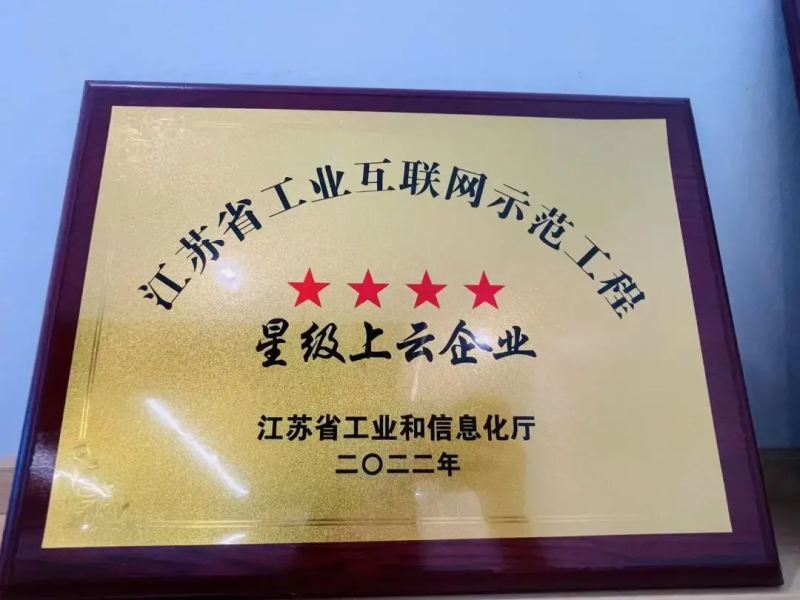 江苏省工业互联网示范工程
★★★★
星级上云企业
江苏省工业和信息化厅
二〇二二年